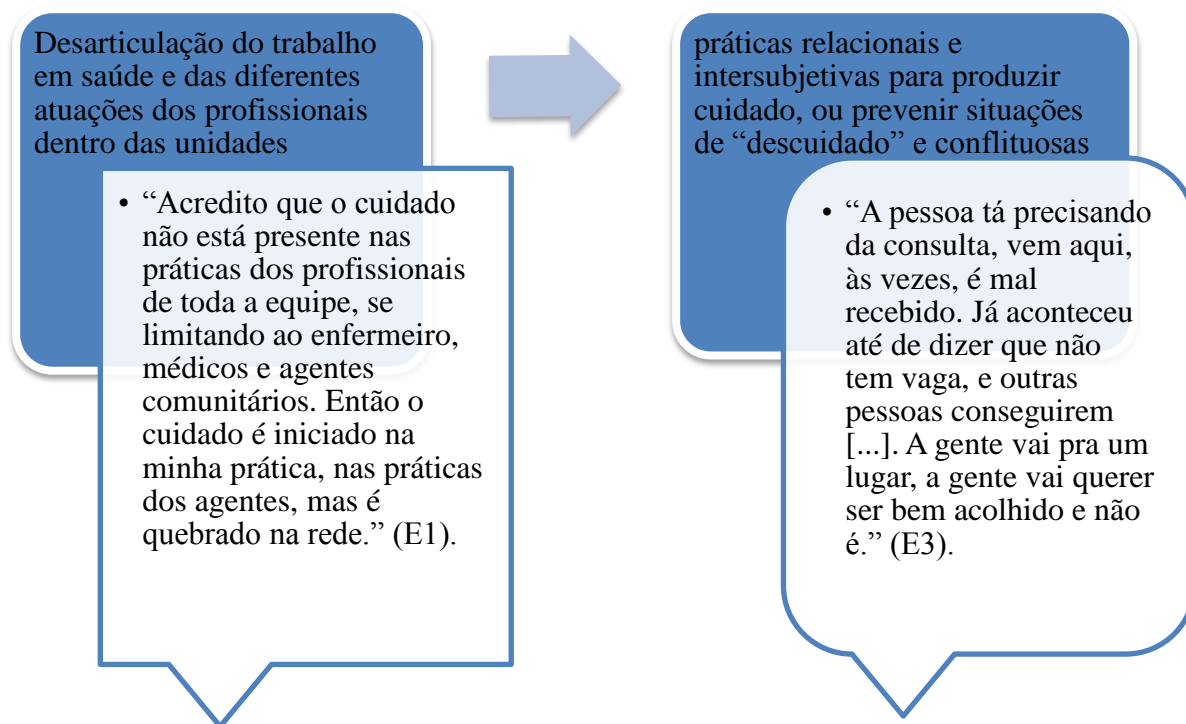 Desarticulação do trabalho
em saúde e das diferentes
atuações dos profissionais
dentro das unidades
• “Acredito que o cuidado
não está presente nas
práticas dos profissionais
de toda a equipe, se
limitando ao enfermeiro,
médicos e agentes
comunitários. Então o
cuidado é iniciado na
minha prática, nas práticas
dos agentes, mas é
quebrado na rede.” (E1).
práticas relacionais e
intersubjetivas para produzir
cuidado, ou prevenir situações
de “descuidado” e conflituosas
• “A pessoa tá precisando
da consulta, vem aqui,
às vezes, é mal
recebido. Já aconteceu
até de dizer que não
tem vaga, e outras
pessoas conseguirem
[...]. A gente vai pra um
lugar, a gente vai querer
ser bem acolhido e não
é.” (E3).